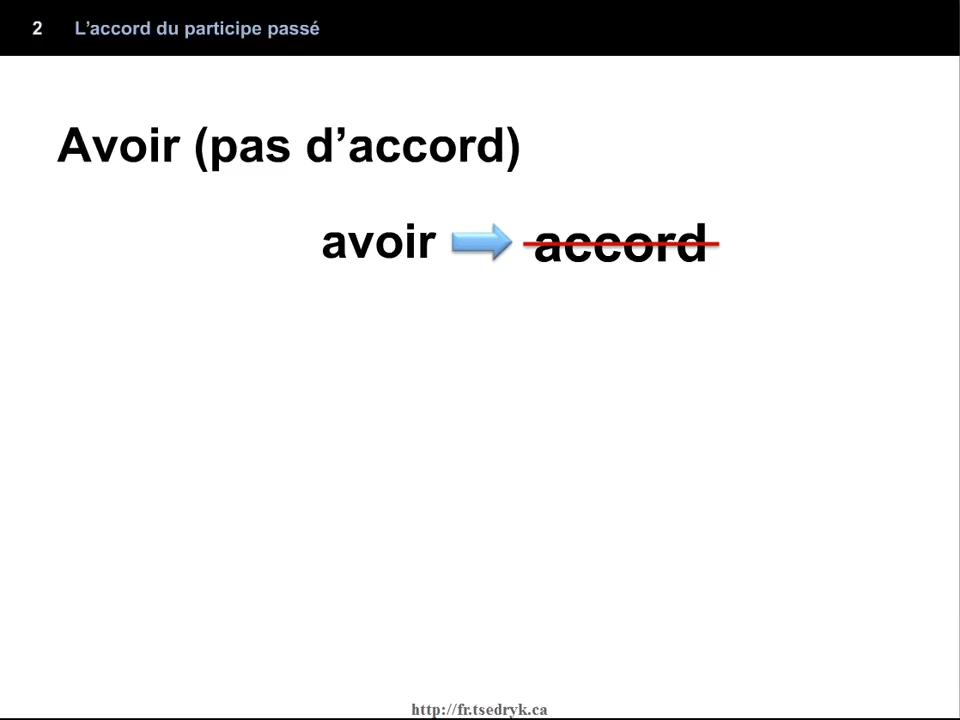 2 L’accord du participe passé
Avoir (pas d’accord)
avoir accord
http://fr.tsedryk.ca